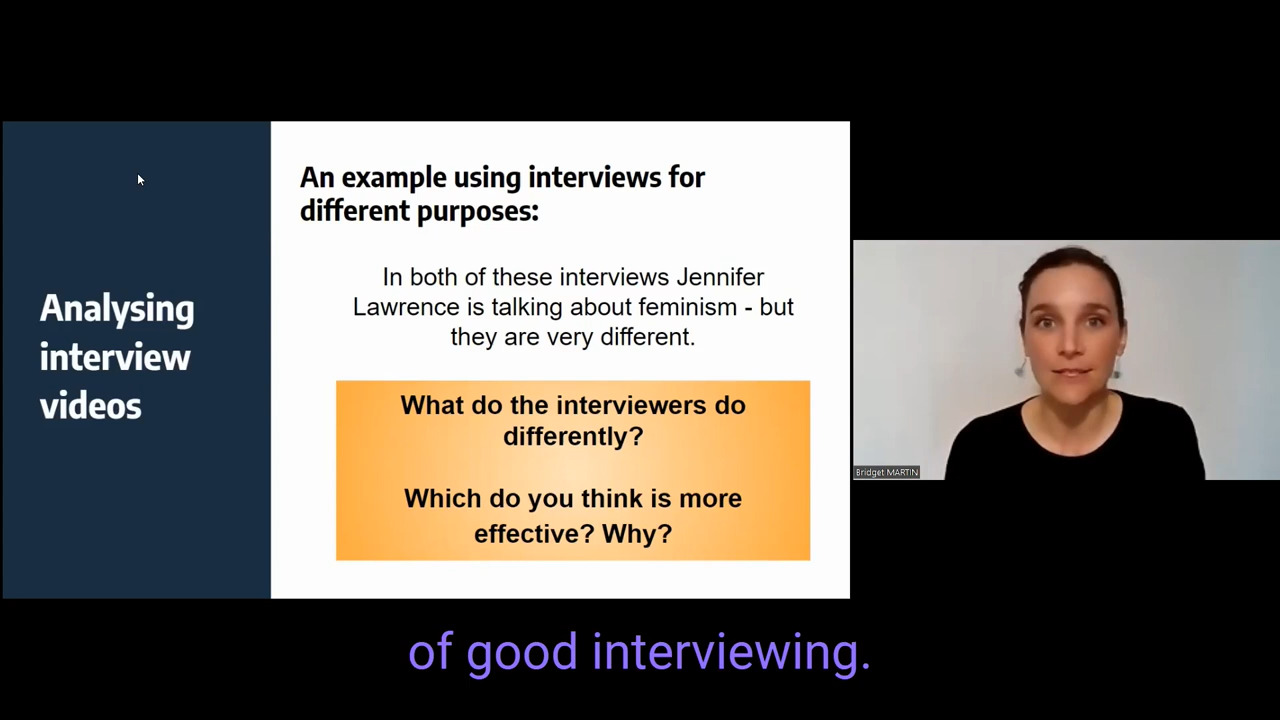 Analysing
interview
videos
An example using interviews for
different purposes:
In both of these interviews Jennifer
Lawrence is talking about feminism - but
they are very different.
What do the interviewers do
differently?
Which do you think is more
effective? Why?
Bridget MARTIN
of good interviewing.